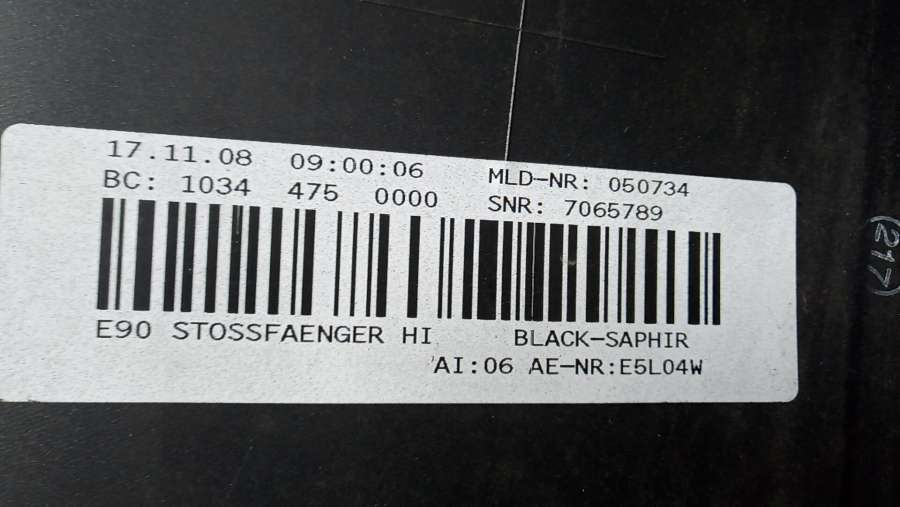 17.11.08 09:00:06 MLD-NR: 050734
BC: 1034 475 0000 SNR: 7065789
E90 STOSSFAENGER HI BLACK-SAPHIR
AI:06 AE-NR:E5L04W
(217)